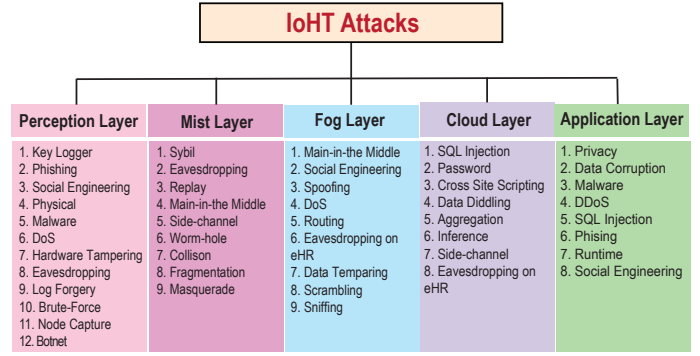 IoHT Attacks
Perception Layer
1. Key Logger
2. Phishing
3. Social Engineering
4. Physical
5. Malware
6. DoS
7. Hardware Tampering
8. Eavesdropping
9. Log Forgery
10. Brute-Force
11. Node Capture
12. Botnet
Mist Layer
1. Sybil
2. Eavesdropping
3. Replay
4. Main-in-the Middle
5. Side-channel
6. Worm-hole
7. Collison
8. Fragmentation
9. Masquerade
Fog Layer
1. Main-in-the Middle
2. Social Engineering
3. Spoofing
4. DoS
5. Routing
6. Eavesdropping on
eHR
7. Data Temparing
8. Scrambling
9. Sniffing
Cloud Layer
1. SQL Injection
2. Password
3. Cross Site Scripting
4. Data Diddling
5. Aggregation
6. Inference
7. Side-channel
8. Eavesdropping on
eHR
Application Layer
1. Privacy
2. Data Corruption
3. Malware
4. DDoS
5. SQL Injection
6. Phising
7. Runtime
8. Social Engineering